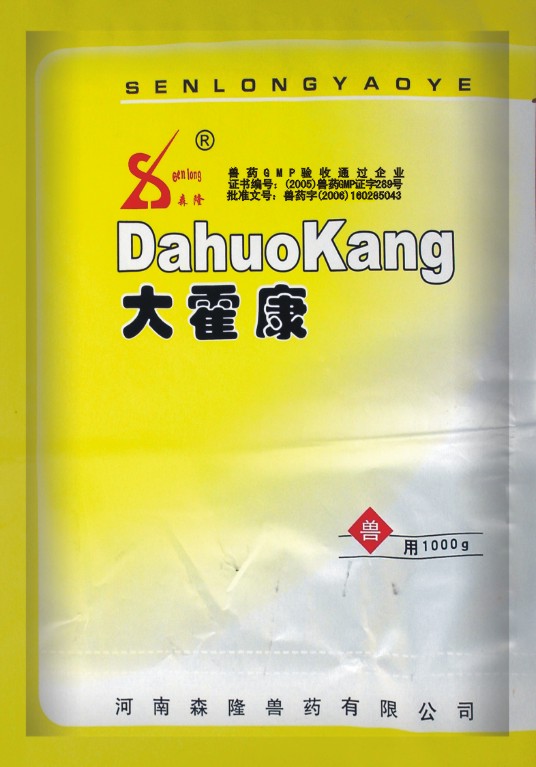 SENLONGYAOYE
®
Senlong
森隆
兽药GMP验收通过企业
证书编号：(2005)兽药GMP证字289号
批准文号：兽药字(2006)160285043
DahuoKang
大霍康
兽用1000g
河南森隆兽药有限公司